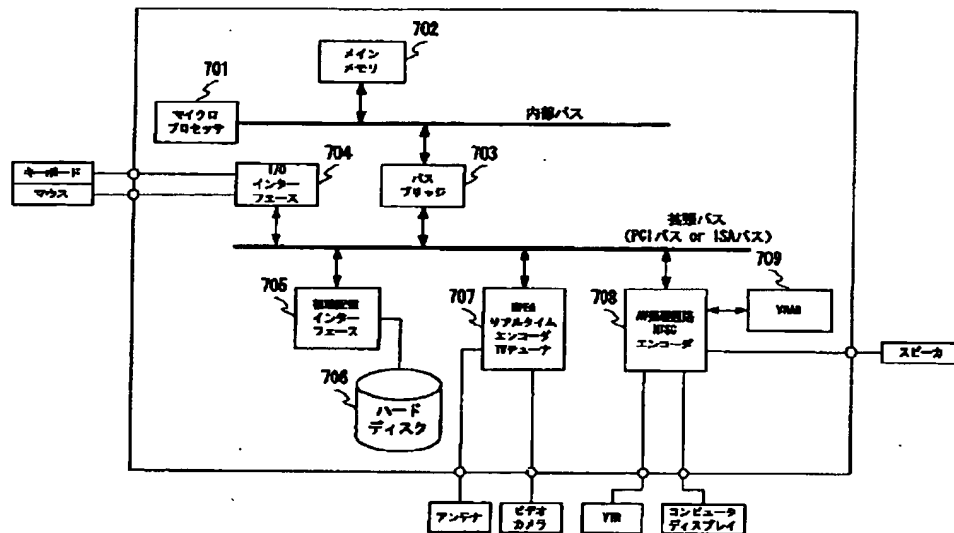 702
メイン
メモリ
701
マイクロ
プロセッサ
内部バス
704
703
キーボード
マウス
I/O
インター
フェース
バス
ブリッジ
拡張バス
(PCIバス or ISAバス)
709
705
インター
フェース
707
MPEG
リアルタイム
エンコーダ
TVチューナ
708
NTSC
エンコーダ
VRAM
スピーカ
706
ハード
ディスク
アンテナ
ビデオ
カメラ
VTR
コンピュータ
ディスプレイ